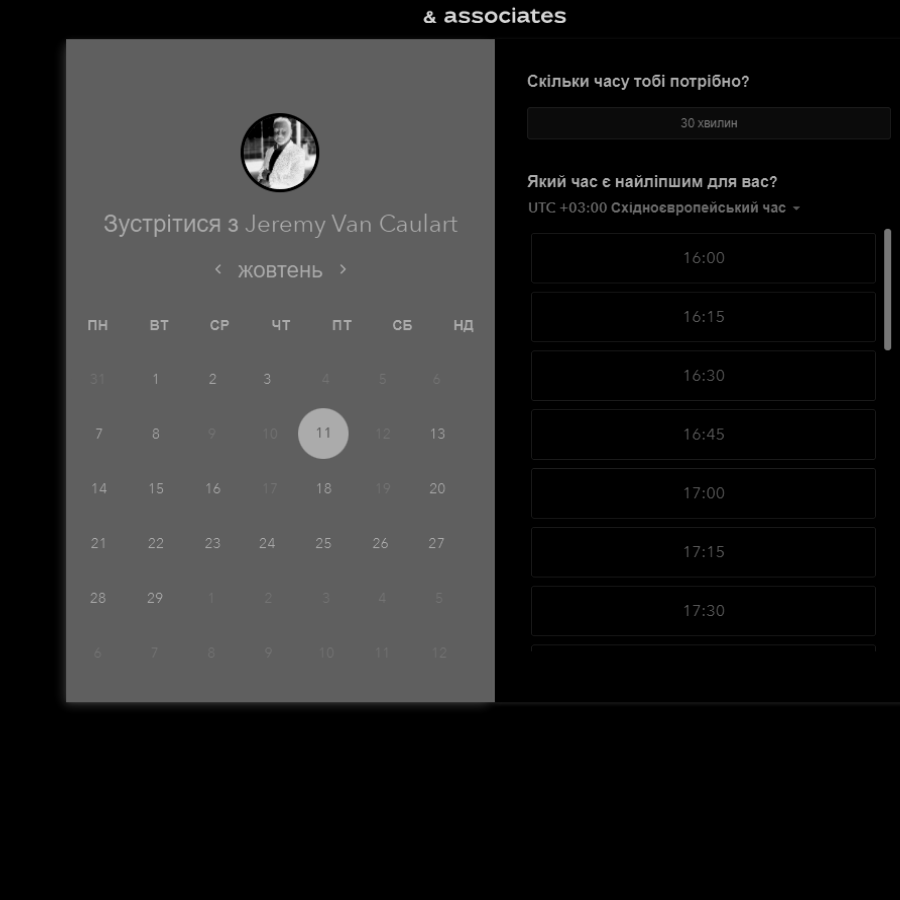 & associates
Зустрітися з Jeremy Van Caulart
жовтень
ПН ВТ СР ЧТ ПТ СБ НД
31 1 2 3 4 5 6
7 8 9 10 11 12 13
14 15 16 17 18 19 20
21 22 23 24 25 26 27
28 29 1 2 3 4 5
6 7 8 9 10 11 12
Скільки часу тобі потрібно?
30 хвилин
Який час є найліпшим для вас?
UTC +03:00 Східноєвропейський час
16:00
16:15
16:30
16:45
17:00
17:15
17:30